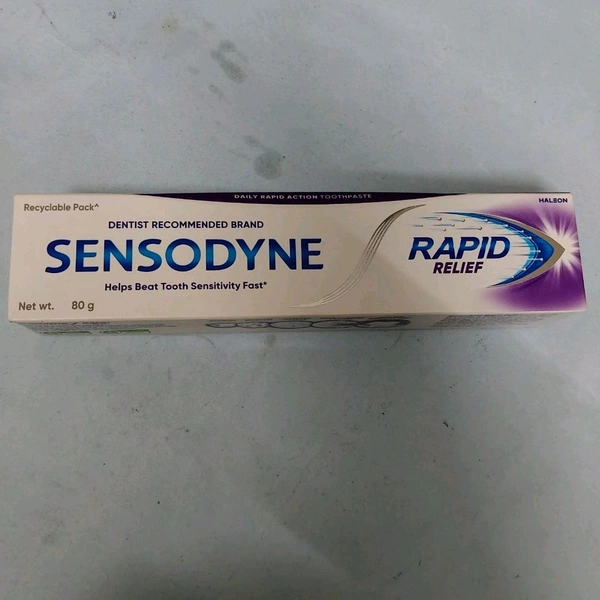 DAILY RAPID ACTION TOOTHPASTE
Recyclable Pack^
HALEON
DENTIST RECOMMENDED BRAND
SENSODYNE
Helps Beat Tooth Sensitivity Fast*
Net wt. 80 g
RAPID
RELIEF